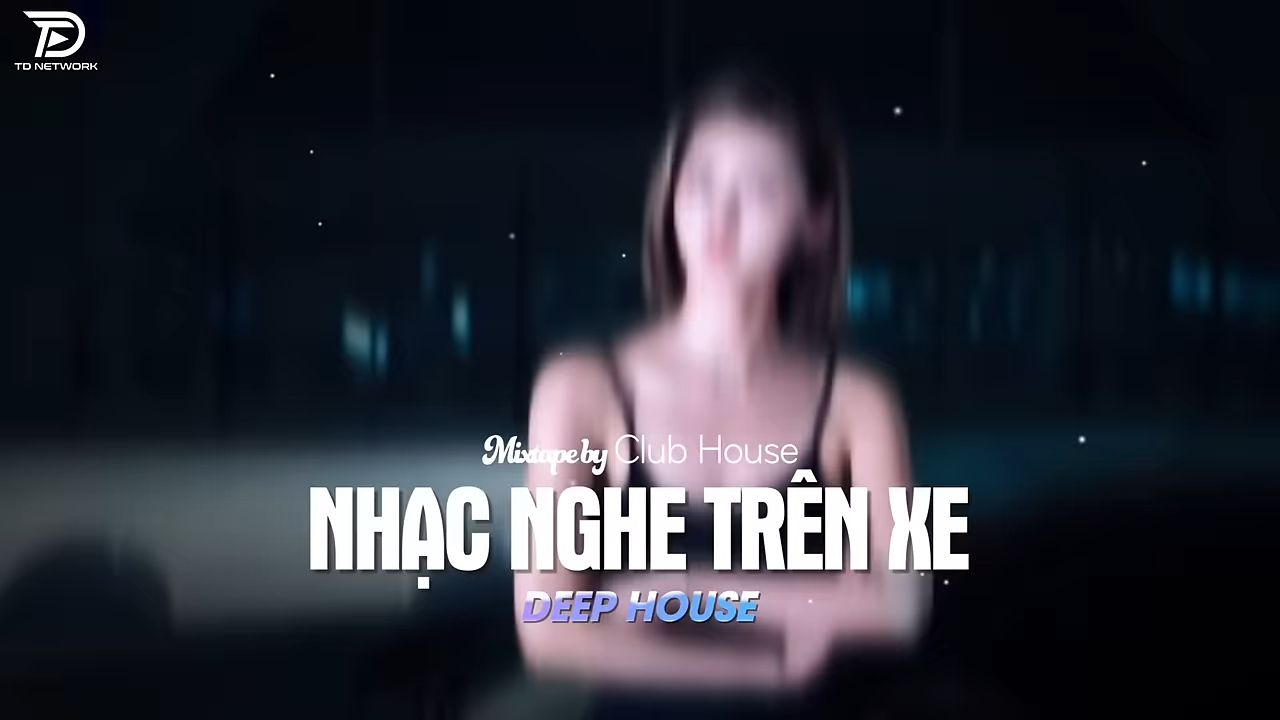 TD NETWORK
Mixtape by Club House
NHẠC NGHE TRÊN XE
DEEP HOUSE